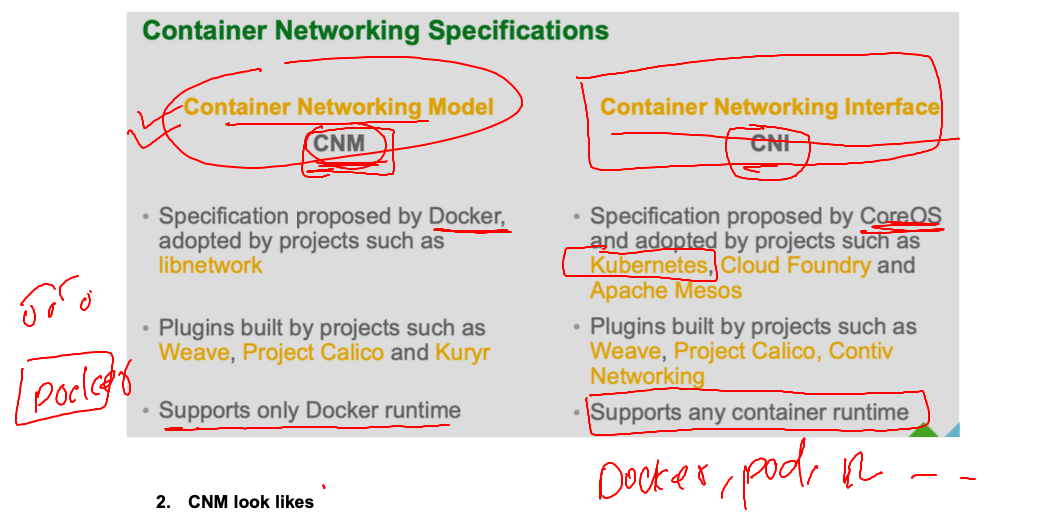 Container Networking Specifications
Container Networking Model
CNM
• Specification proposed by Docker,
adopted by projects such as
libnetwork
• Plugins built by projects such as
Weave, Project Calico and Kuryr
• Supports only Docker runtime
Container Networking Interface
CNI
• Specification proposed by CoreOS
and adopted by projects such as
Kubernetes, Cloud Foundry and
Apache Mesos
• Plugins built by projects such as
Weave, Project Calico, Contiv
Networking
• Supports any container runtime
Docker
Docker, pod,
2. CNM look likes